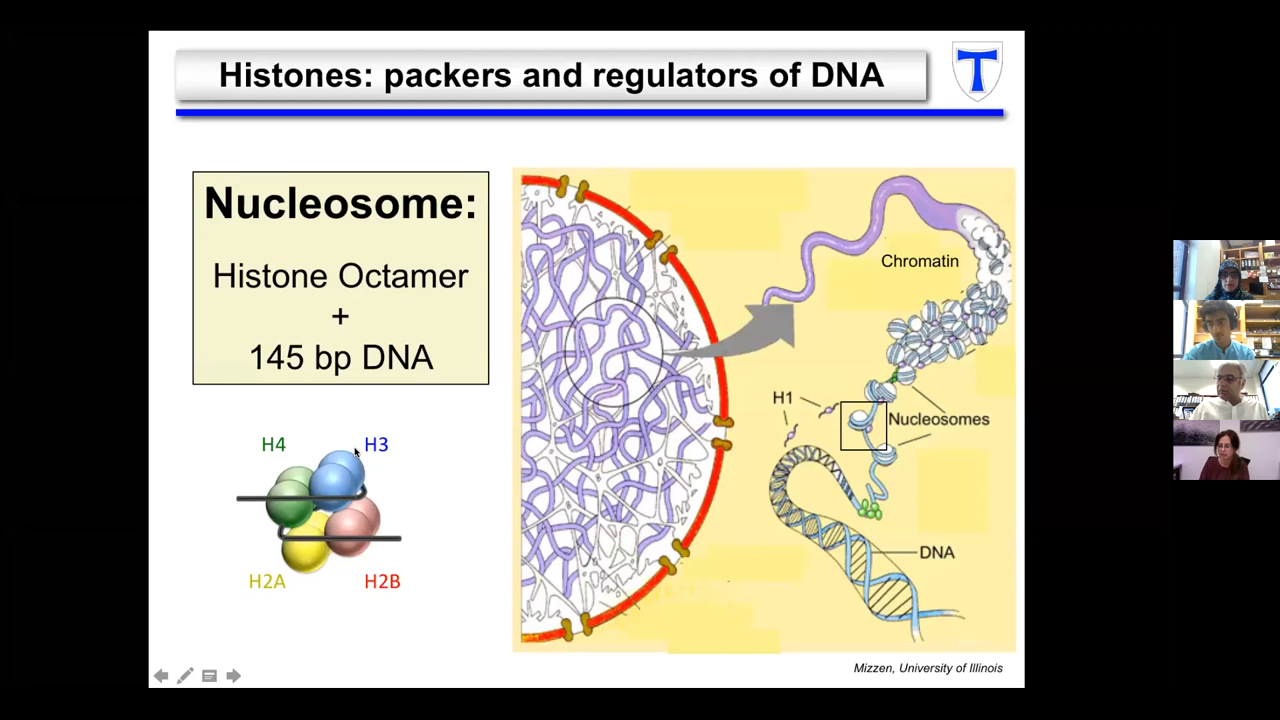 Histones: packers and regulators of DNA
T
Nucleosome:
Histone Octamer
+
145 bp DNA
H4
H3
H2A
H2B
Chromatin
H1
Nucleosomes
DNA
Mizzen, University of Illinois